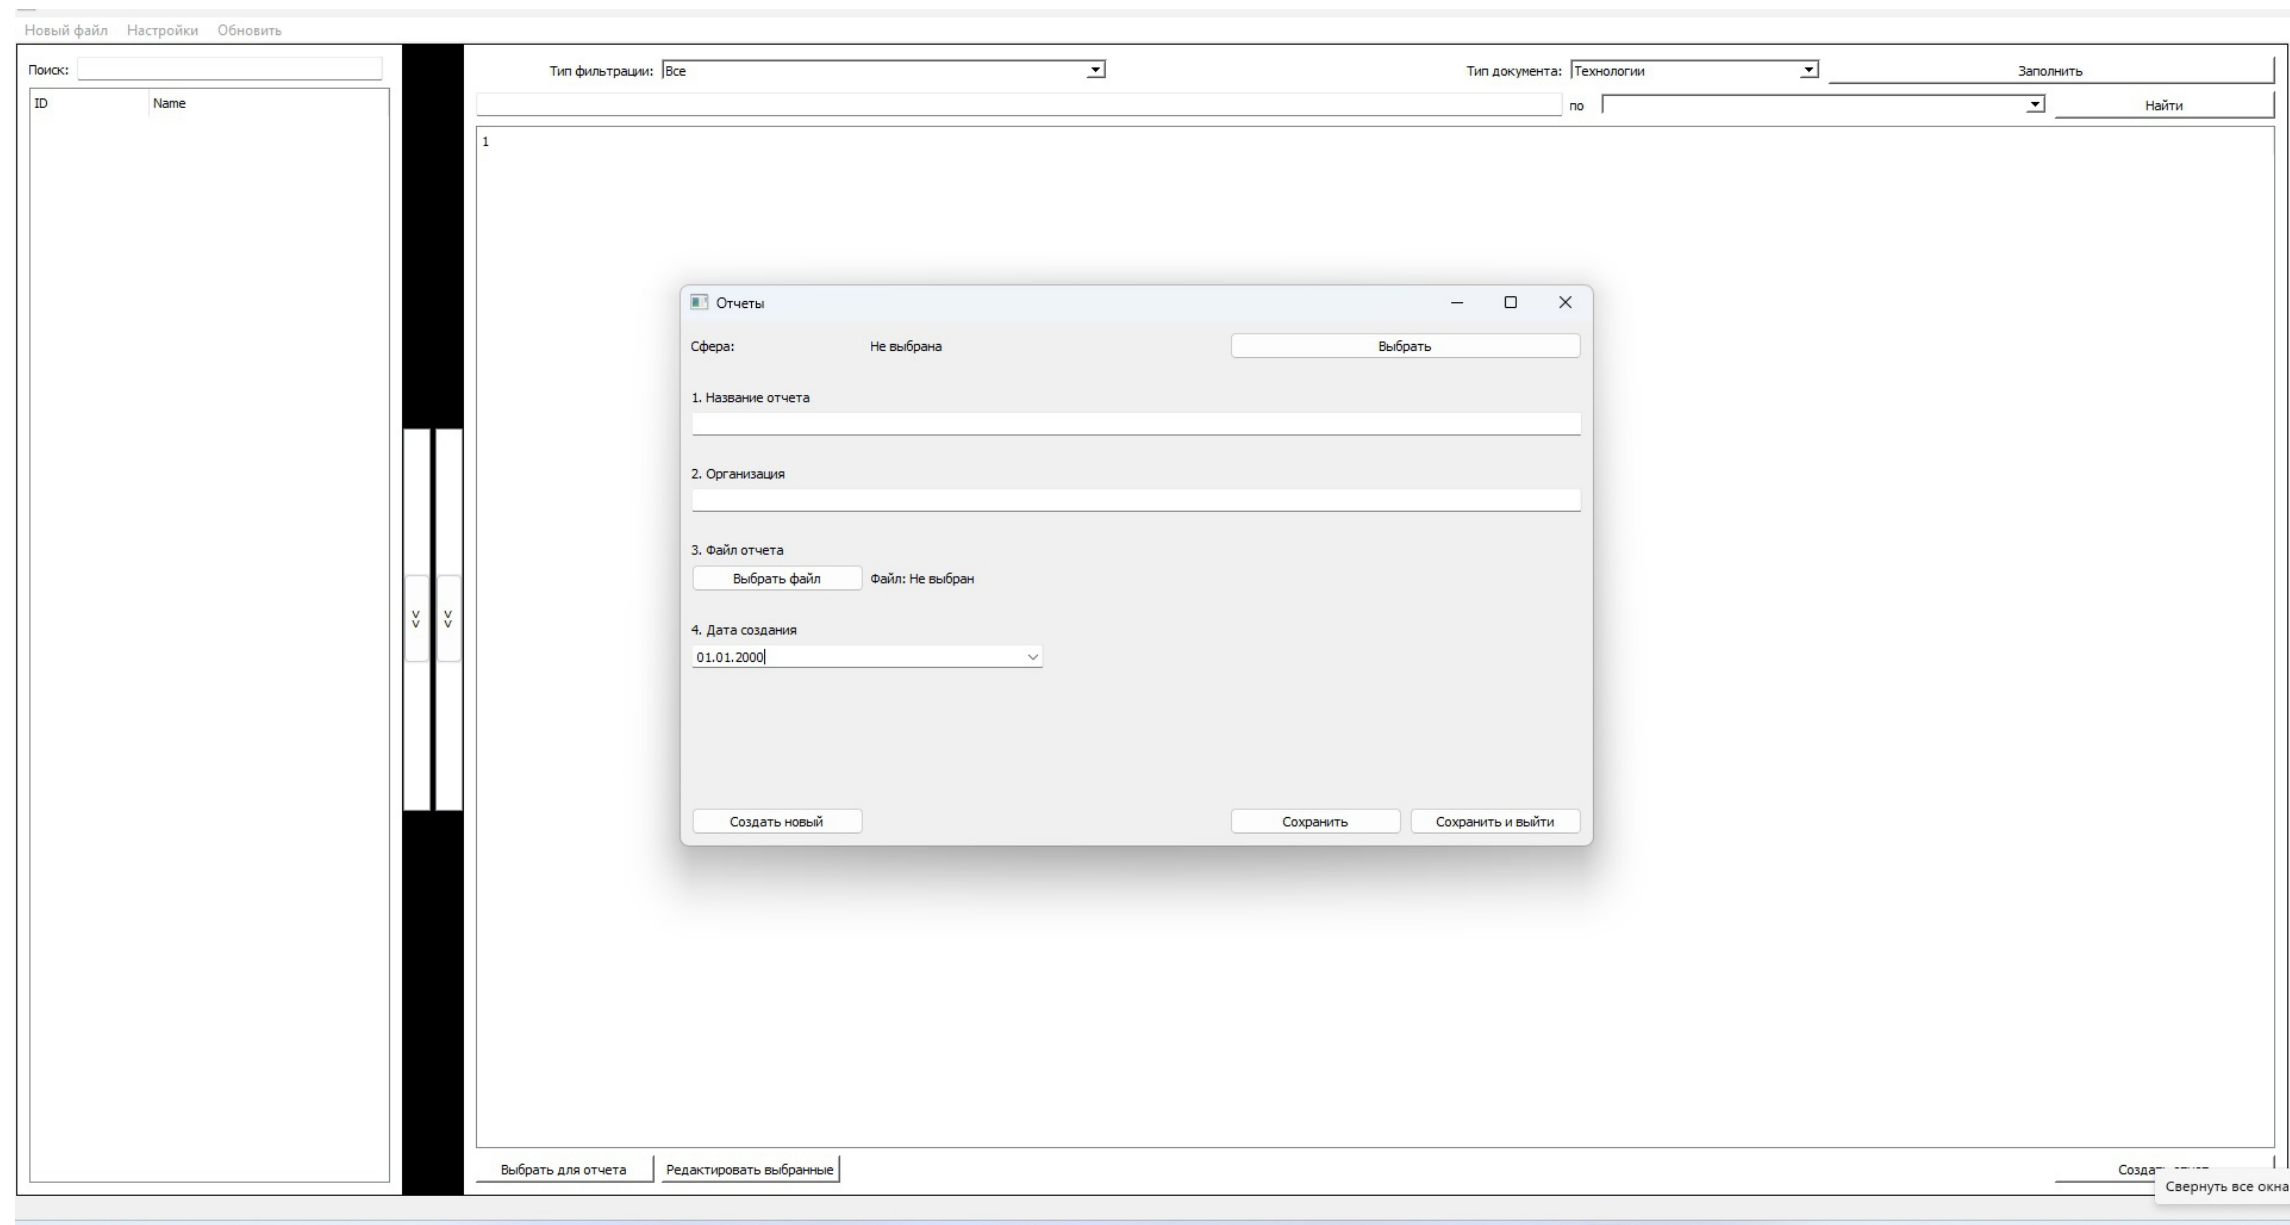 Новый файл Настройки Обновить
Поиск:
ID Name
Тип фильтрации: Все Тип документа: Технологии Заполнить
по Найти
1
Отчеты
Сфера: Не выбрана Выбрать
1. Название отчета
2. Организация
3. Файл отчета
Выбрать файл Файл: Не выбран
4. Дата создания
01.01.2000
Создать новый Сохранить Сохранить и выйти
>> >>
Выбрать для отчета Редактировать выбранные
Свернуть все окна